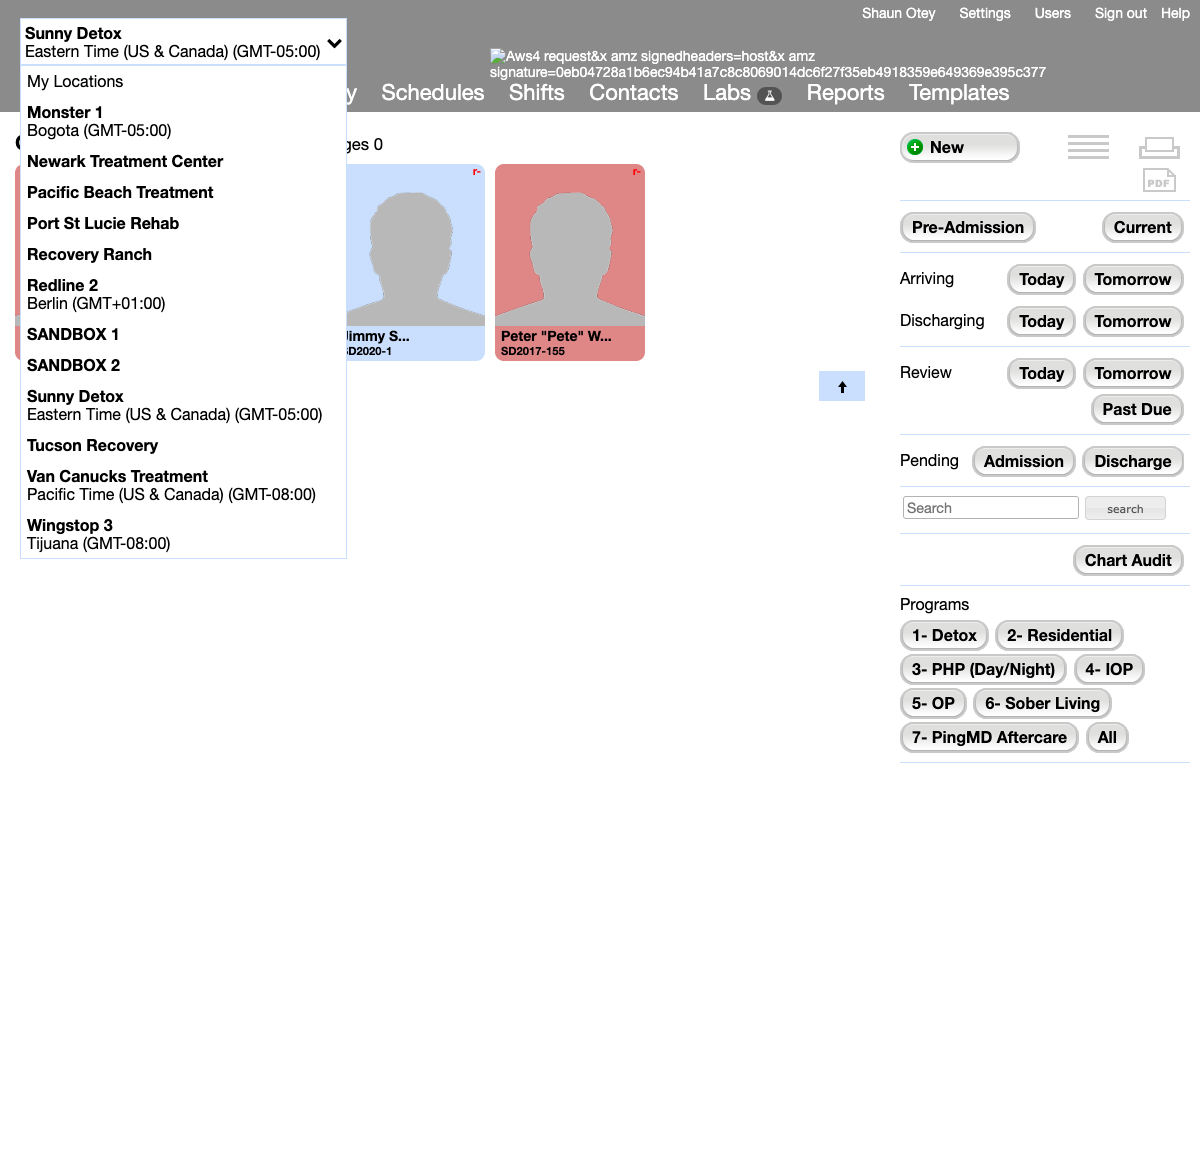 Shaun Otey Settings Users Sign out Help
Sunny Detox
Eastern Time (US & Canada) (GMT-05:00)
Aws4 request&x amz signedheaders=host&x amz
signature=0eb04728a1b6ec94b41a7c8c8069014dc6f27f35eb4918359e649369e395c377
Schedules Shifts Contacts Labs Reports Templates
My Locations
Monster 1
Bogota (GMT-05:00)
Newark Treatment Center
Pacific Beach Treatment
Port St Lucie Rehab
Recovery Ranch
Redline 2
Berlin (GMT+01:00)
SANDBOX 1
SANDBOX 2
Sunny Detox
Eastern Time (US & Canada) (GMT-05:00)
Tucson Recovery
Van Canucks Treatment
Pacific Time (US & Canada) (GMT-08:00)
Wingstop 3
Tijuana (GMT-08:00)
ges 0
r-
Jimmy S...
SD2020-1
r-
Peter "Pete" W...
SD2017-155
New
PDF
Pre-Admission Current
Arriving Today Tomorrow
Discharging Today Tomorrow
Review Today Tomorrow
Past Due
Pending Admission Discharge
Search search
Chart Audit
Programs
1- Detox 2- Residential
3- PHP (Day/Night) 4- IOP
5- OP 6- Sober Living
7- PingMD Aftercare All